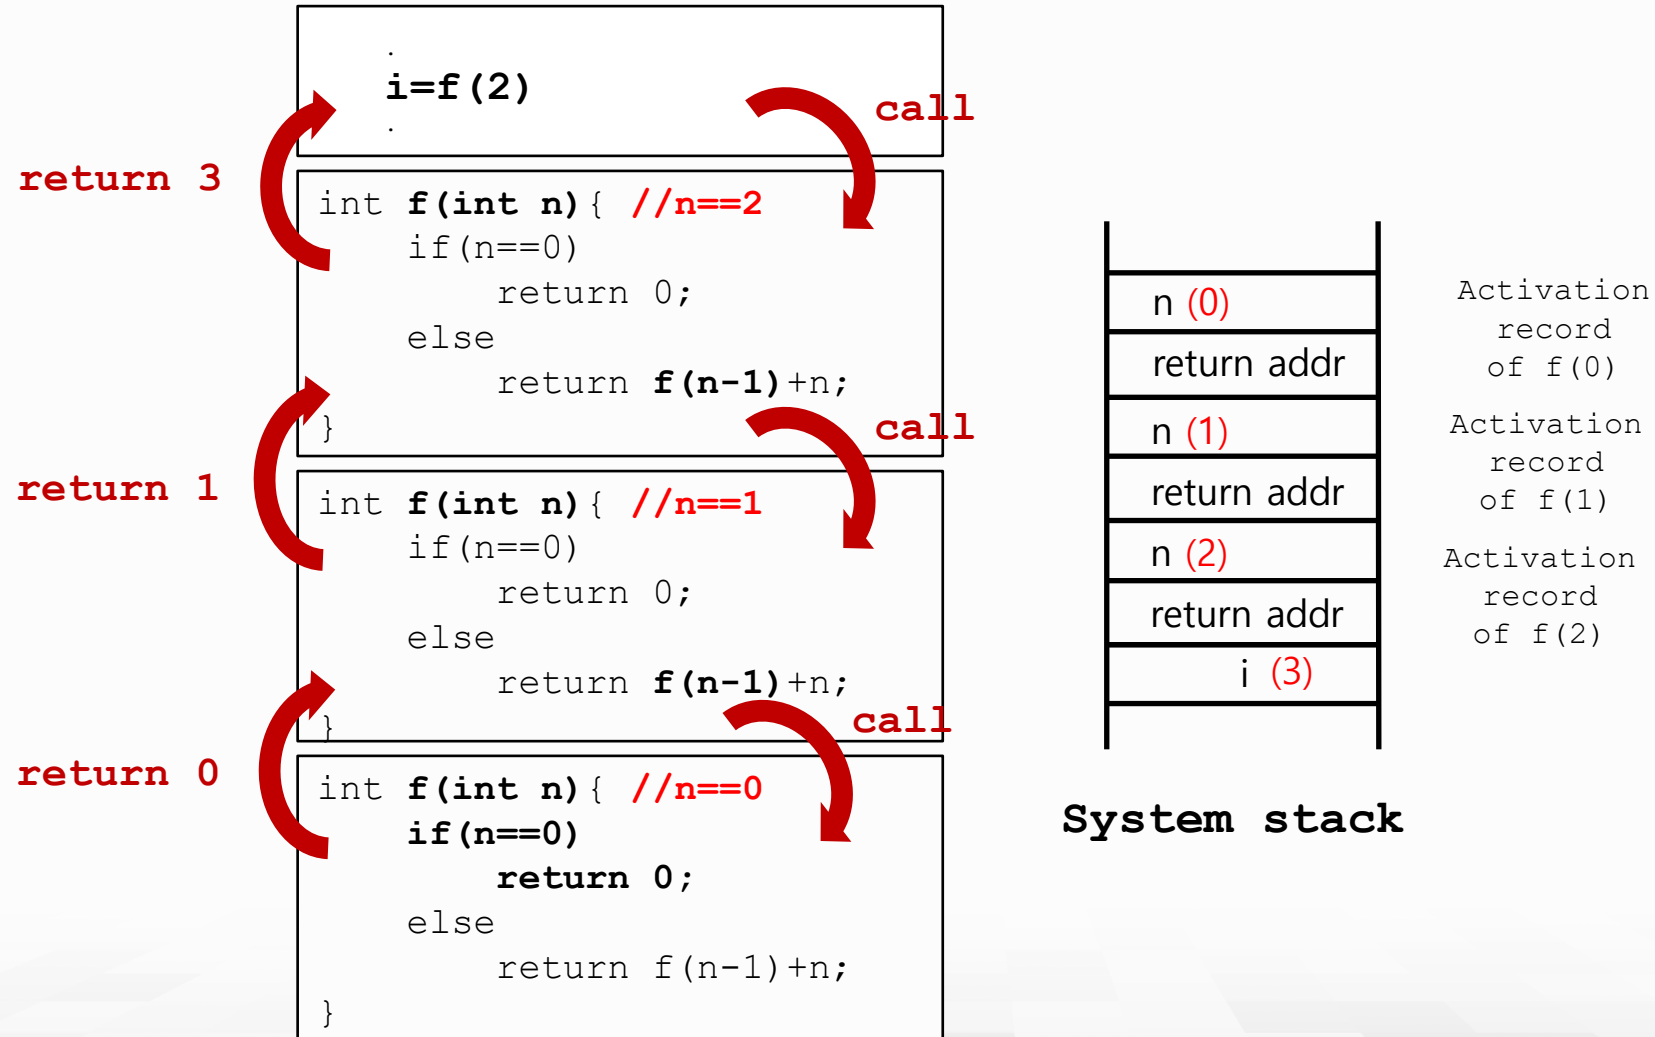 .
i=f(2)
.
call
return 3
int f(int n){ //n==2
if(n==0)
return 0;
else
return f(n-1)+n;
}
call
return 1
int f(int n){ //n==1
if(n==0)
return 0;
else
return f(n-1)+n;
}
call
return 0
int f(int n){ //n==0
if(n==0)
return 0;
else
return f(n-1)+n;
}
n (0)
return addr
n (1)
return addr
n (2)
return addr
i (3)
Activation
record
of f(0)
Activation
record
of f(1)
Activation
record
of f(2)
System stack